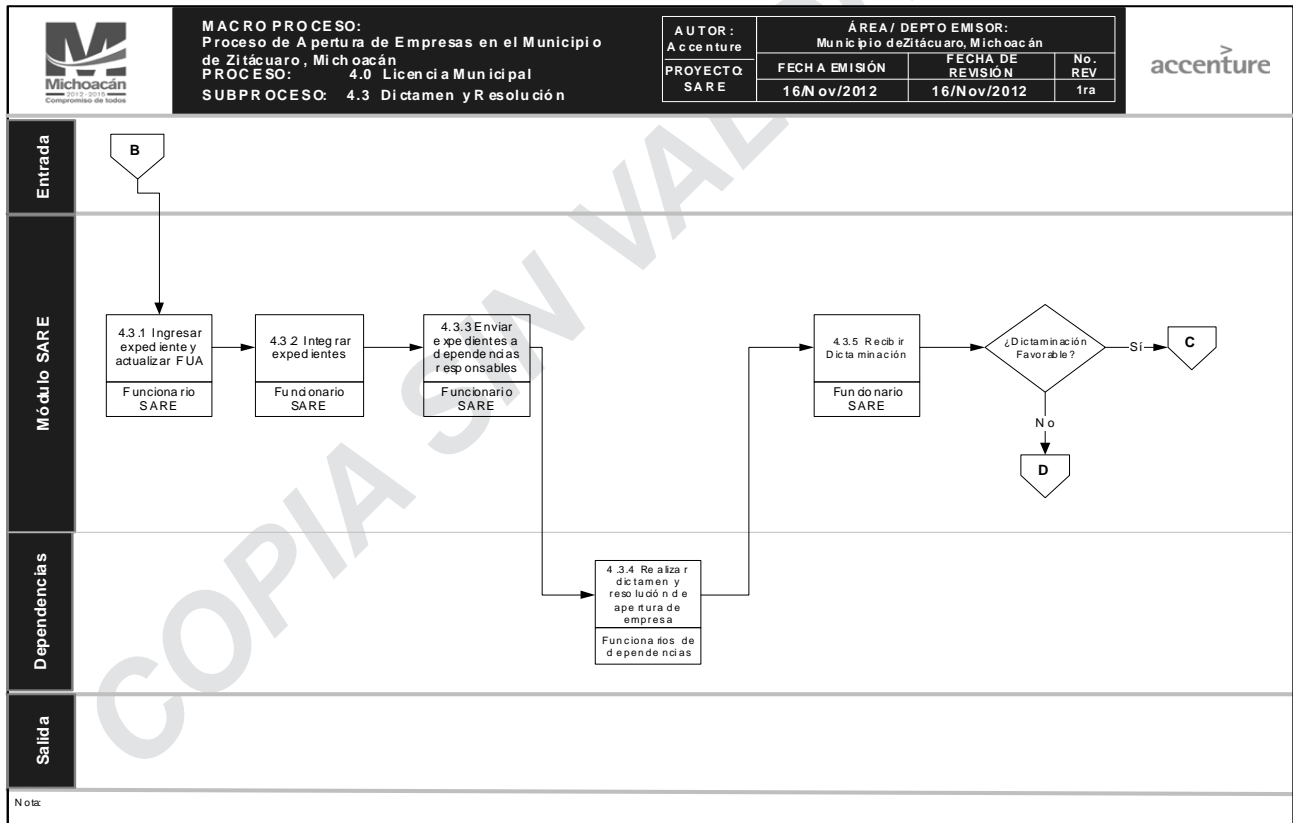 Michoacán
2012 - 2015
Compromiso de todos
MACRO PROCESO:
Proceso de Apertura de Empresas en el Municipio
de Zitácuaro, Michoacán
PROCESO: 4.0 Licencia Municipal
SUBPROCESO: 4.3 Dictamen y Resolución
AUTOR:
Accenture
PROYECTO:
SARE
ÁREA / DEPTO EMISOR:
Municipio de Zitácuaro, Michoacán
FECHA EMISIÓN
FECHA DE
REVISIÓN
No.
REV
16/Nov/2012
16/Nov/2012
1ra
accenture
Entrada
B
Módulo SARE
4.3.1 Ingresar
expediente y
actualizar FUA
Funcionario
SARE
4.3.2 Integrar
expedientes
Funcionario
SARE
4.3.3 Enviar
expedientes a
dependencias
responsables
Funcionario
SARE
4.3.5 Recibir
Dictaminación
Funcionario
SARE
¿Dictaminación
Favorable?
Sí
C
No
D
Dependencias
4.3.4 Realizar
dictamen y
resolución de
apertura de
empresa
Funcionarios de
dependencias
Salida
Nota:
COPIA SIN VAL